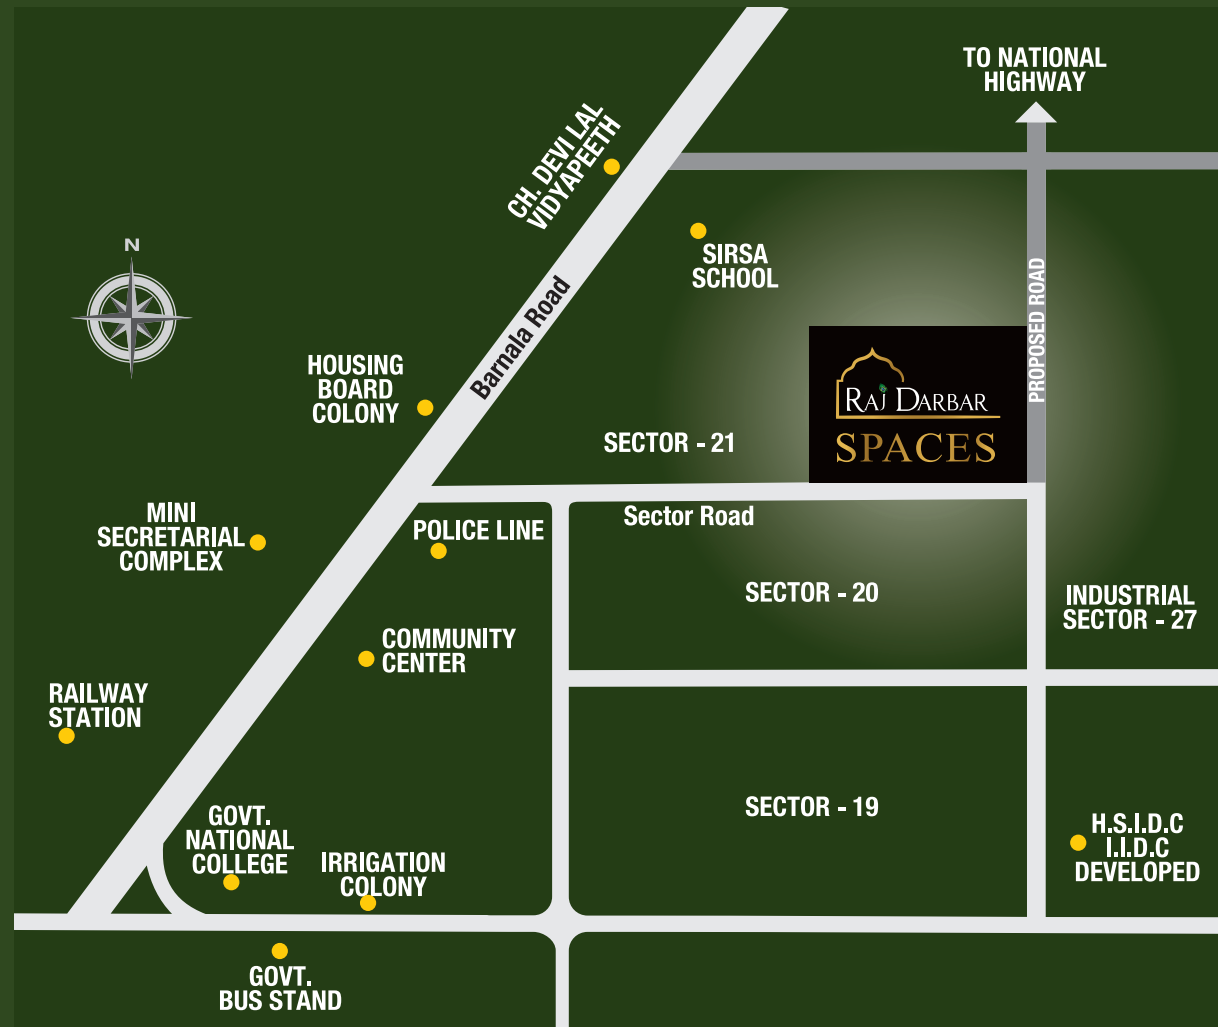 TO NATIONAL
HIGHWAY
CH. DEVI LAL
VIDYAPEETH
N
SIRSA
SCHOOL
Barnala Road
PROPOSED ROAD
HOUSING
BOARD
COLONY
RAJ DARBAR
SPACES
SECTOR - 21
MINI
SECRETARIAL
COMPLEX
POLICE LINE
Sector Road
SECTOR - 20
INDUSTRIAL
SECTOR - 27
COMMUNITY
CENTER
RAILWAY
STATION
SECTOR - 19
GOVT.
NATIONAL
COLLEGE
IRRIGATION
COLONY
H.S.I.D.C
I.I.D.C
DEVELOPED
GOVT.
BUS STAND